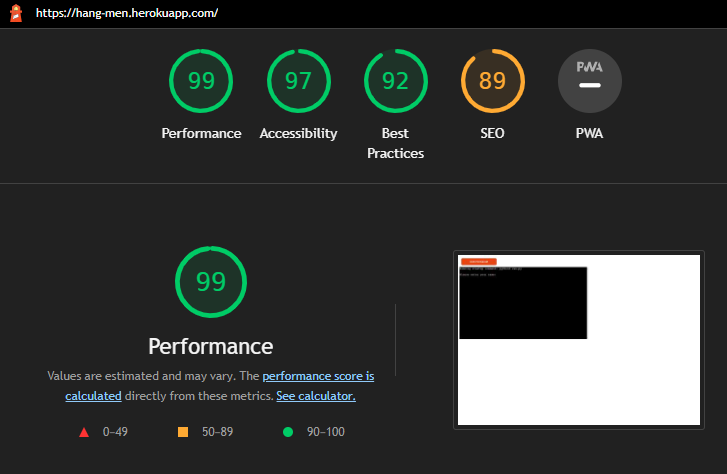 https://hang-men.herokuapp.com/
99
97
92
89
PWA
Performance
Accessibility
Best
Practices
SEO
PWA
99
Performance
Values are estimated and may vary. The performance score is
calculated directly from these metrics. See calculator.
0–49
50–89
90–100